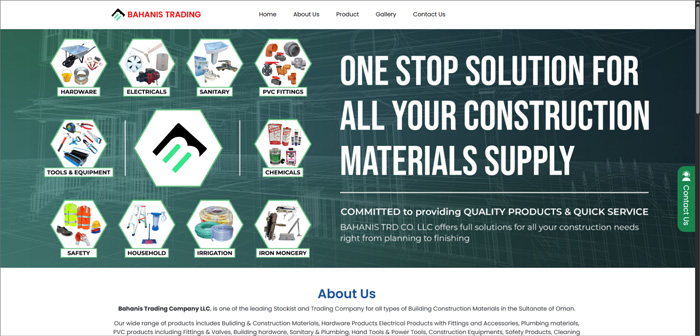 BAHANIS TRADING
Home
About Us
Product
Gallery
Contact Us
HARDWARE
ELECTRICALS
SANITARY
PVC FITTINGS
TOOLS & EQUIPMENT
CHEMICALS
SAFETY
HOUSEHOLD
IRRIGATION
IRON MONGERY
ONE STOP SOLUTION FOR
ALL YOUR CONSTRUCTION
MATERIALS SUPPLY
COMMITTED to providing QUALITY PRODUCTS & QUICK SERVICE
BAHANIS TRD CO. LLC offers full solutions for all your construction needs
right from planning to finishing
Contact Us
About Us
Bahanis Trading Company LLC, is one of the leading Stockist and Trading Company for all types of Building Construction Materials in the Sultanate of Oman.
Our wide range of products includes Building & Construction Materials, Hardware Products Electrical Products with Fittings and Accessories, Plumbing materials,
PVC products including Fittings & Valves, Building hardware, Sanitary & Plumbing, Hand Tools & Power Tools, Construction Equipments, Safety Products, Cleaning